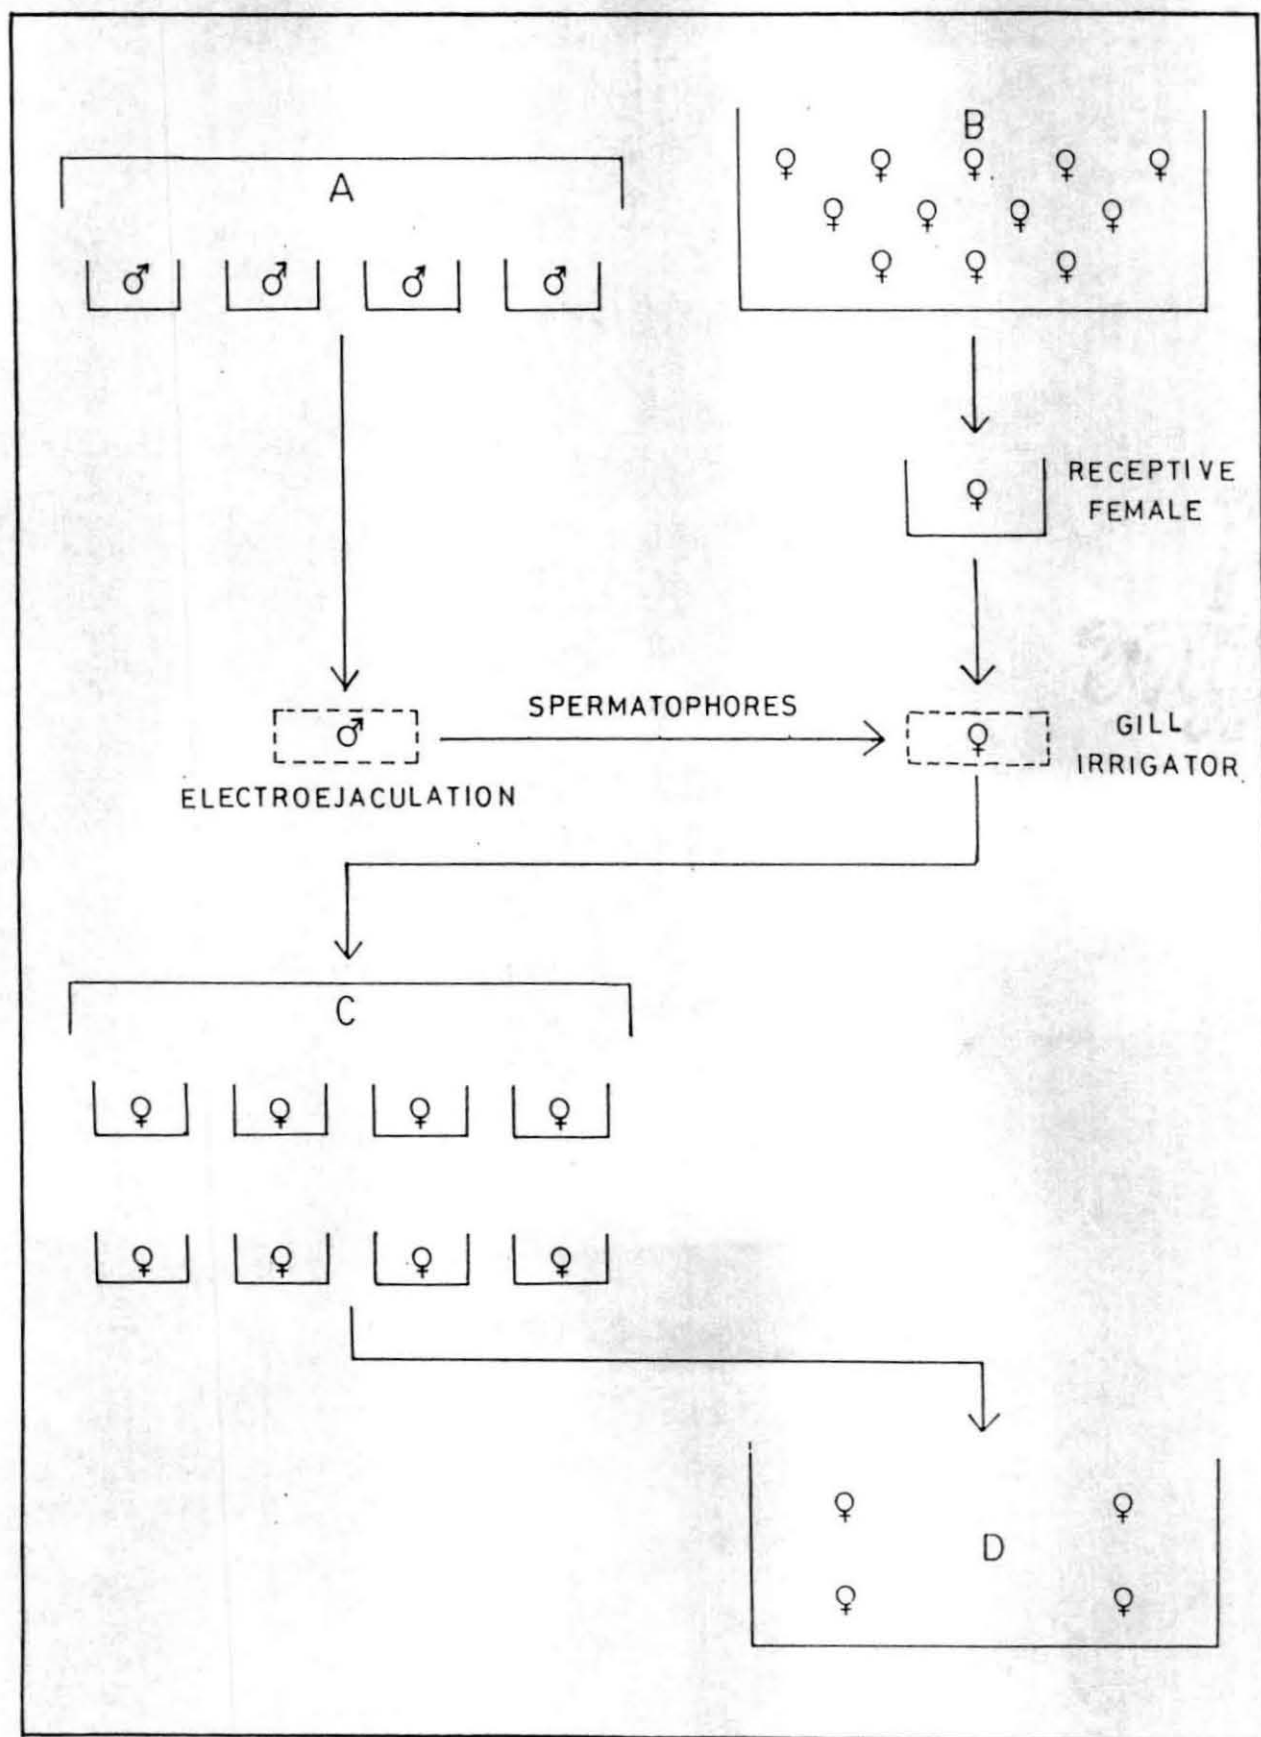 A
B
♀ ♀ ♀ ♀ ♀
♀ ♀ ♀ ♀
♀ ♀ ♀
♂ ♂ ♂ ♂
♀
RECEPTIVE
FEMALE
♂
ELECTROEJACULATION
SPERMATOPHORES
♀
GILL
IRRIGATOR
C
♀ ♀ ♀ ♀
♀ ♀ ♀ ♀
♀ ♀
D
♀ ♀